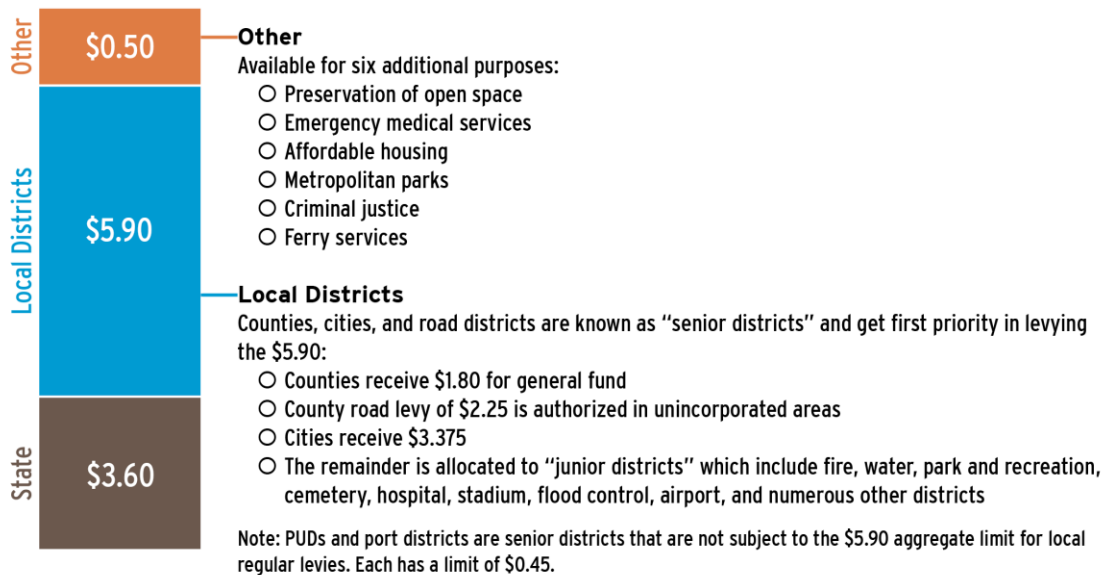 Other
$0.50
Local Districts
$5.90
State
$3.60
Other
Available for six additional purposes:
Preservation of open space
Emergency medical services
Affordable housing
Metropolitan parks
Criminal justice
Ferry services
Local Districts
Counties, cities, and road districts are known as “senior districts” and get first priority in levying
the $5.90:
Counties receive $1.80 for general fund
County road levy of $2.25 is authorized in unincorporated areas
Cities receive $3.375
The remainder is allocated to “junior districts” which include fire, water, park and recreation,
cemetery, hospital, stadium, flood control, airport, and numerous other districts
Note: PUDs and port districts are senior districts that are not subject to the $5.90 aggregate limit for local
regular levies. Each has a limit of $0.45.